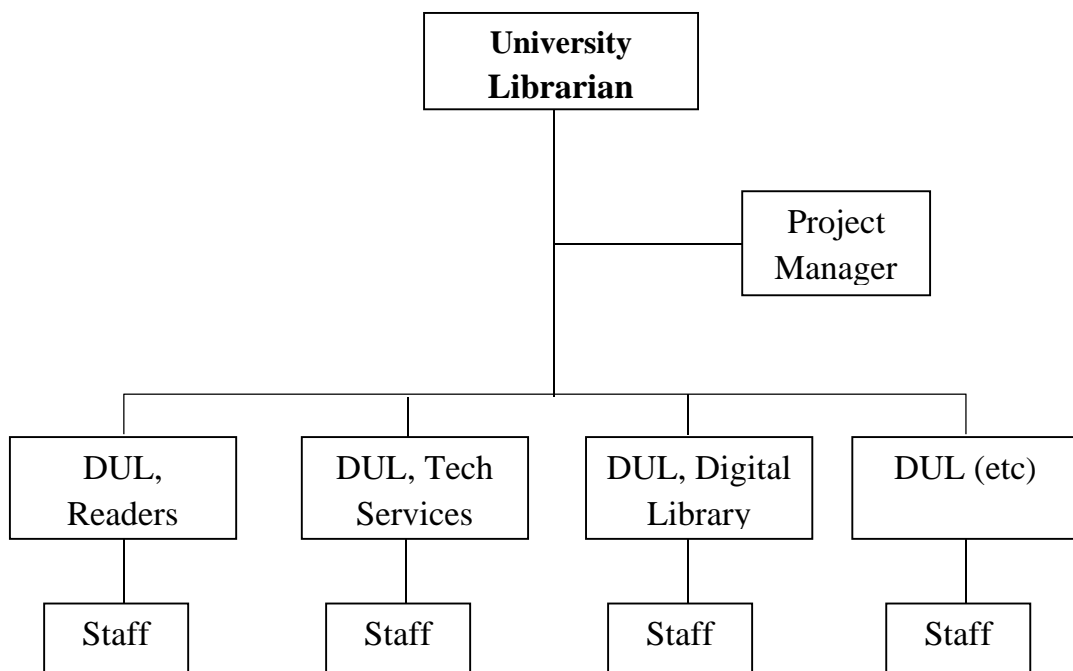 University
Librarian
Project
Manager
DUL,
Readers
DUL, Tech
Services
DUL, Digital
Library
DUL (etc)
Staff
Staff
Staff
Staff